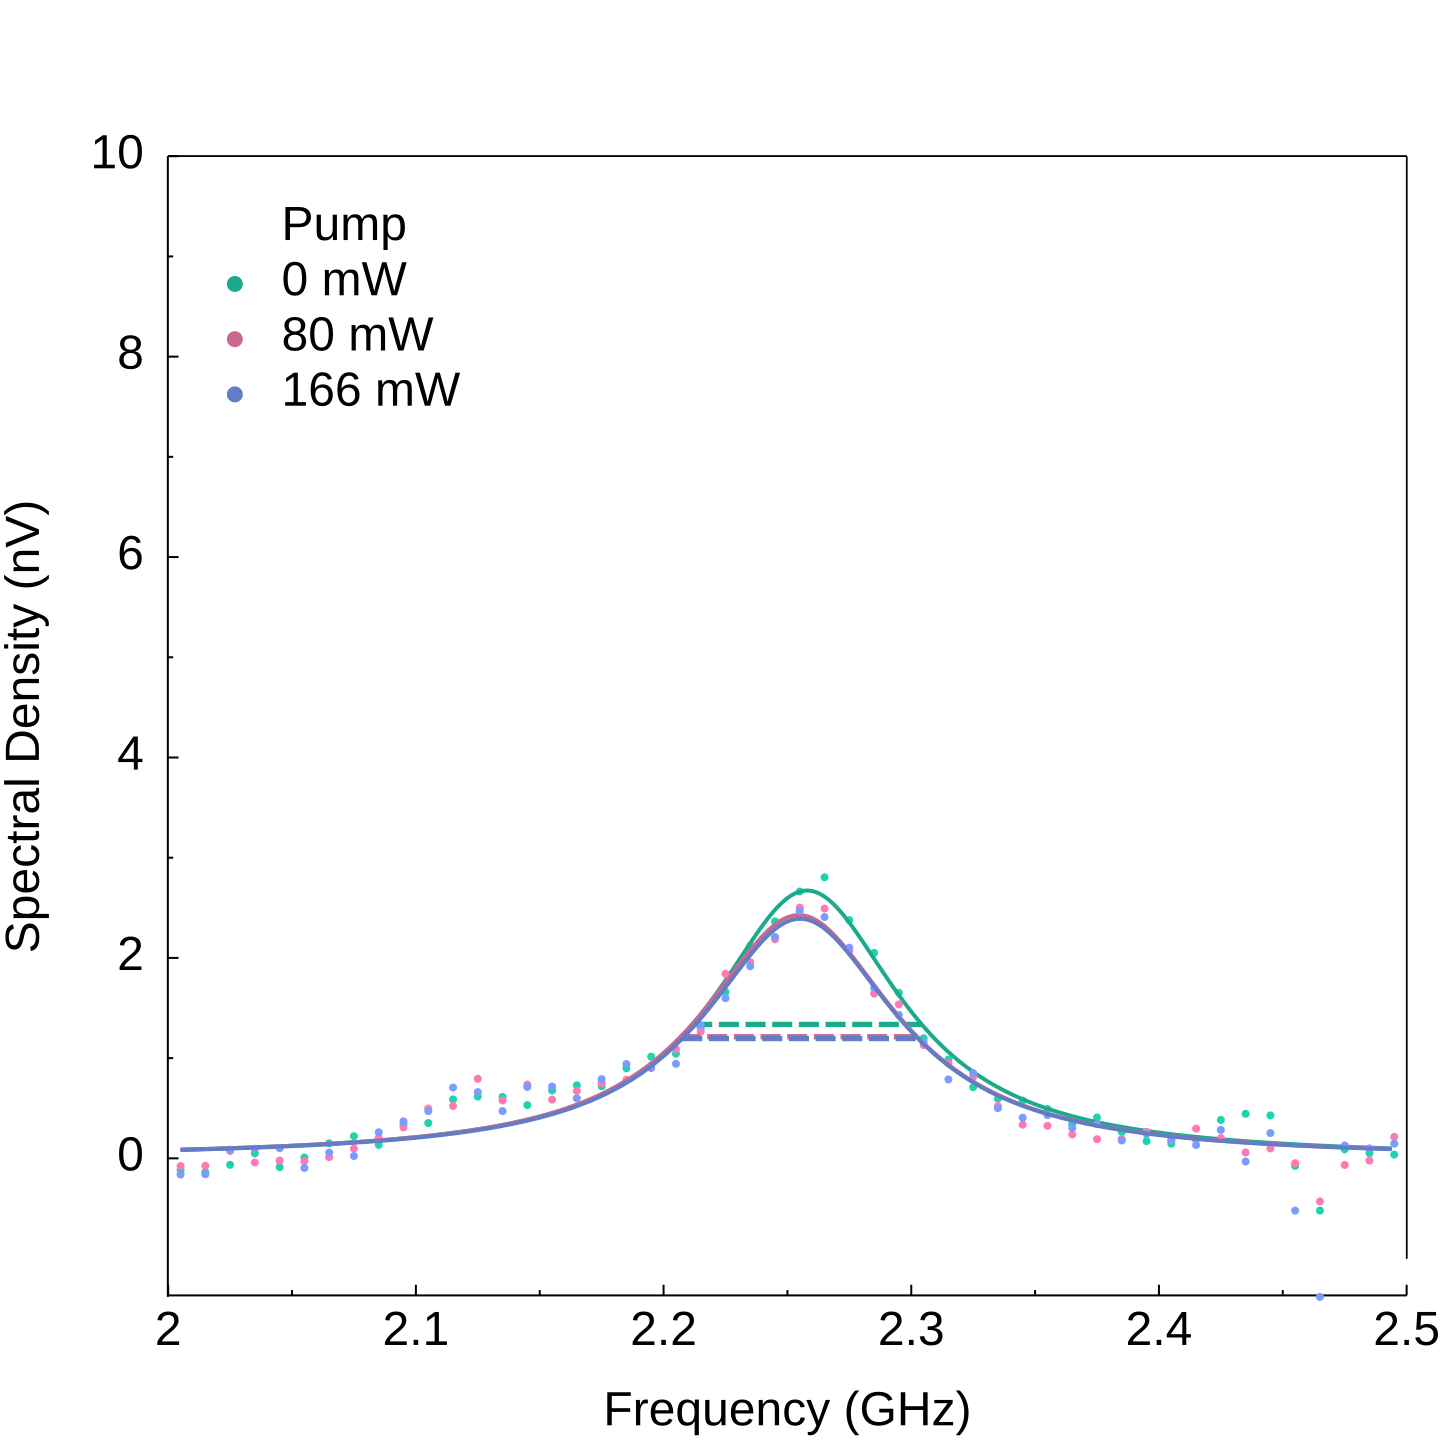 10
8
6
4
2
0
Spectral Density (nV)
Pump
0 mW
80 mW
166 mW
2 2.1 2.2 2.3 2.4 2.5
Frequency (GHz)